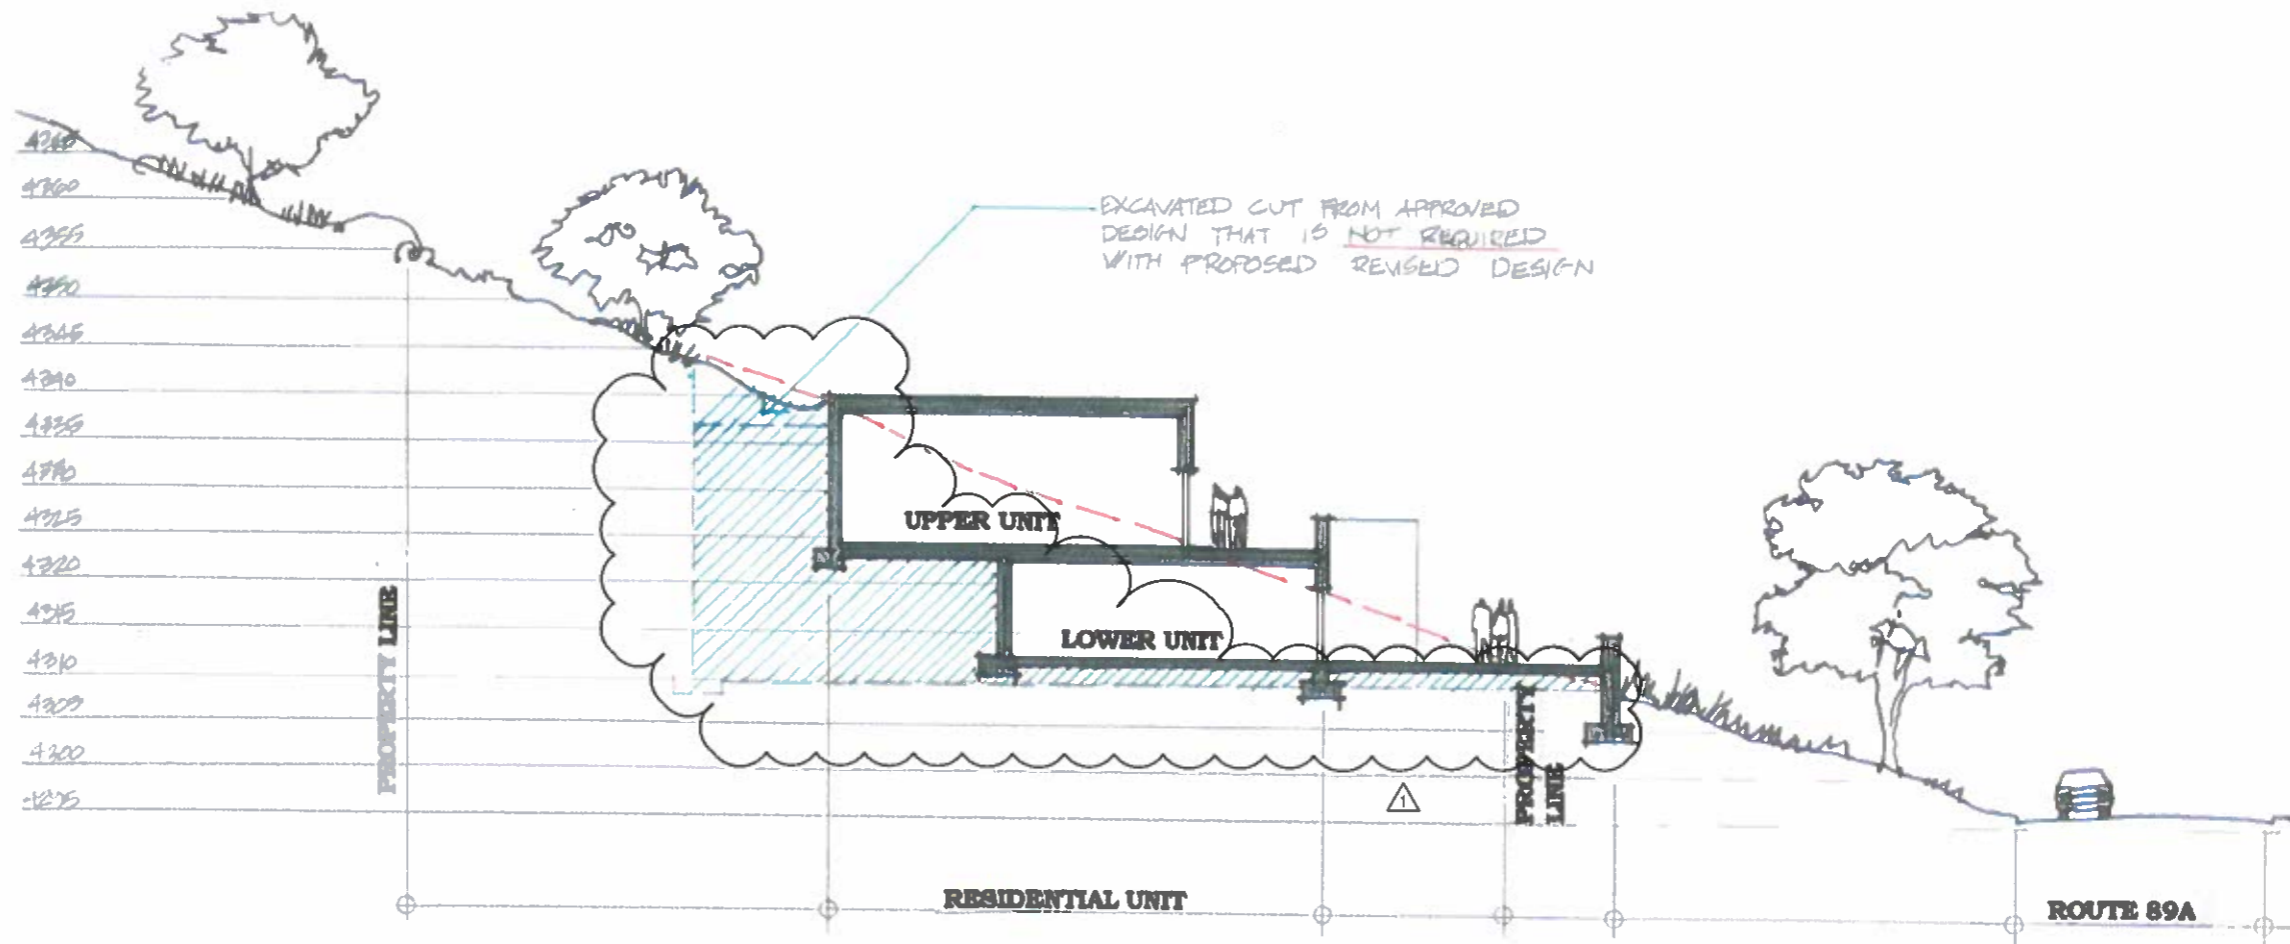 4365
4360
4355
4350
4345
4340
4335
4330
4325
4320
4315
4310
4305
4300
4295
EXCAVATED CUT FROM APPROVED
DESIGN THAT IS NOT REQUIRED
WITH PROPOSED REVISED DESIGN
UPPER UNIT
LOWER UNIT
PROPERTY LINE
PROPERTY
LINE
1
RESIDENTIAL UNIT
ROUTE 89A